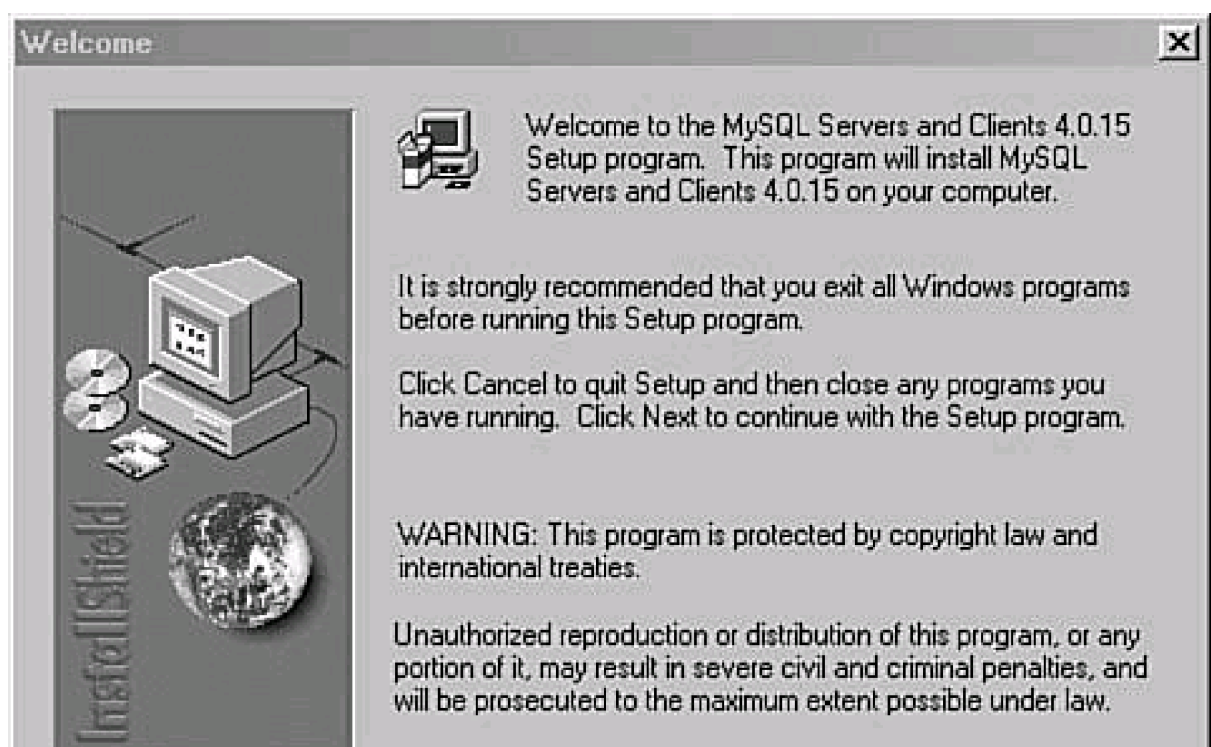 Welcome
Welcome to the MySQL Servers and Clients 4.0.15
Setup program. This program will install MySQL
Servers and Clients 4.0.15 on your computer.
It is strongly recommended that you exit all Windows programs
before running this Setup program.
Click Cancel to quit Setup and then close any programs you
have running. Click Next to continue with the Setup program.
WARNING: This program is protected by copyright law and
international treaties.
Unauthorized reproduction or distribution of this program, or any
portion of it, may result in severe civil and criminal penalties, and
will be prosecuted to the maximum extent possible under law.
InstallShield